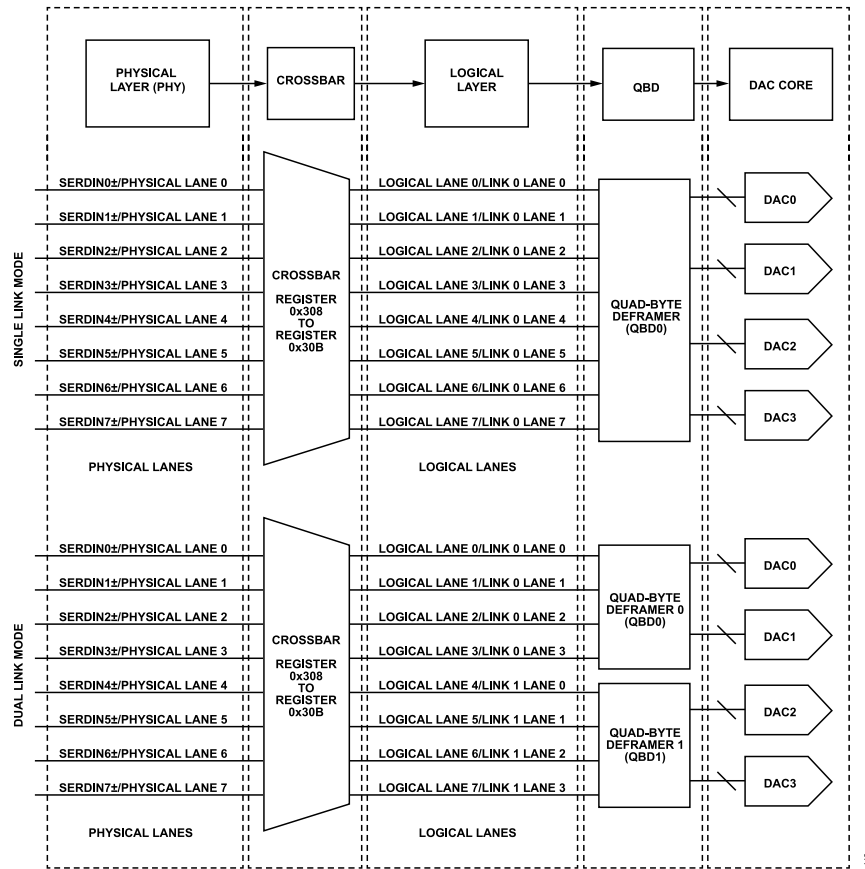 PHYSICAL
LAYER (PHY)
CROSSBAR
LOGICAL
LAYER
QBD
DAC CORE
SINGLE LINK MODE
SERDIN0±/PHYSICAL LANE 0
SERDIN1±/PHYSICAL LANE 1
SERDIN2±/PHYSICAL LANE 2
SERDIN3±/PHYSICAL LANE 3
SERDIN4±/PHYSICAL LANE 4
SERDIN5±/PHYSICAL LANE 5
SERDIN6±/PHYSICAL LANE 6
SERDIN7±/PHYSICAL LANE 7
PHYSICAL LANES
CROSSBAR
REGISTER
0x308
TO
REGISTER
0x30B
LOGICAL LANE 0/LINK 0 LANE 0
LOGICAL LANE 1/LINK 0 LANE 1
LOGICAL LANE 2/LINK 0 LANE 2
LOGICAL LANE 3/LINK 0 LANE 3
LOGICAL LANE 4/LINK 0 LANE 4
LOGICAL LANE 5/LINK 0 LANE 5
LOGICAL LANE 6/LINK 0 LANE 6
LOGICAL LANE 7/LINK 0 LANE 7
LOGICAL LANES
QUAD-BYTE
DEFRAMER
(QBD0)
DAC0
DAC1
DAC2
DAC3
DUAL LINK MODE
SERDIN0±/PHYSICAL LANE 0
SERDIN1±/PHYSICAL LANE 1
SERDIN2±/PHYSICAL LANE 2
SERDIN3±/PHYSICAL LANE 3
SERDIN4±/PHYSICAL LANE 4
SERDIN5±/PHYSICAL LANE 5
SERDIN6±/PHYSICAL LANE 6
SERDIN7±/PHYSICAL LANE 7
PHYSICAL LANES
CROSSBAR
REGISTER
0x308
TO
REGISTER
0x30B
LOGICAL LANE 0/LINK 0 LANE 0
LOGICAL LANE 1/LINK 0 LANE 1
LOGICAL LANE 2/LINK 0 LANE 2
LOGICAL LANE 3/LINK 0 LANE 3
LOGICAL LANE 4/LINK 1 LANE 0
LOGICAL LANE 5/LINK 1 LANE 1
LOGICAL LANE 6/LINK 1 LANE 2
LOGICAL LANE 7/LINK 1 LANE 3
LOGICAL LANES
QUAD-BYTE
DEFRAMER 0
(QBD0)
QUAD-BYTE
DEFRAMER 1
(QBD1)
DAC0
DAC1
DAC2
DAC3